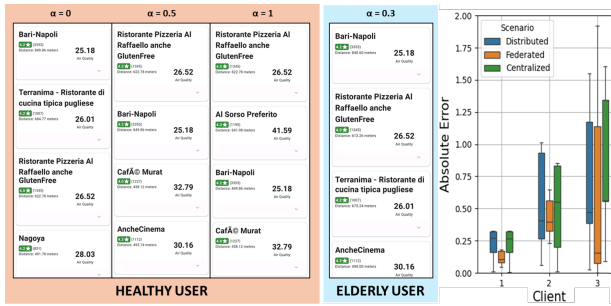 α = 0
α = 0.5
α = 1
α = 0.3
Bari-Napoli
25.18
Air Quality
Terranima - Ristorante di
cucina tipica pugliese
26.01
Air Quality
Ristorante Pizzeria Al
Raffaello anche
GlutenFree
26.52
Air Quality
Nagoya
28.03
Air Quality
Ristorante Pizzeria Al
Raffaello anche
GlutenFree
26.52
Air Quality
Bari-Napoli
25.18
Air Quality
CafÃ© Murat
32.79
Air Quality
AncheCinema
30.16
Air Quality
Ristorante Pizzeria Al
Raffaello anche
GlutenFree
26.52
Air Quality
Al Sorso Preferito
41.59
Air Quality
Bari-Napoli
25.18
Air Quality
CafÃ© Murat
32.79
Air Quality
HEALTHY USER
Bari-Napoli
25.18
Air Quality
Ristorante Pizzeria Al
Raffaello anche
GlutenFree
26.52
Air Quality
Terranima - Ristorante di
cucina tipica pugliese
26.01
Air Quality
AncheCinema
30.16
Air Quality
ELDERLY USER
Absolute Error
2.00
1.75
1.50
1.25
1.00
0.75
0.50
0.25
0.00
Scenario
Distributed
Federated
Centralized
1
2
3
Client